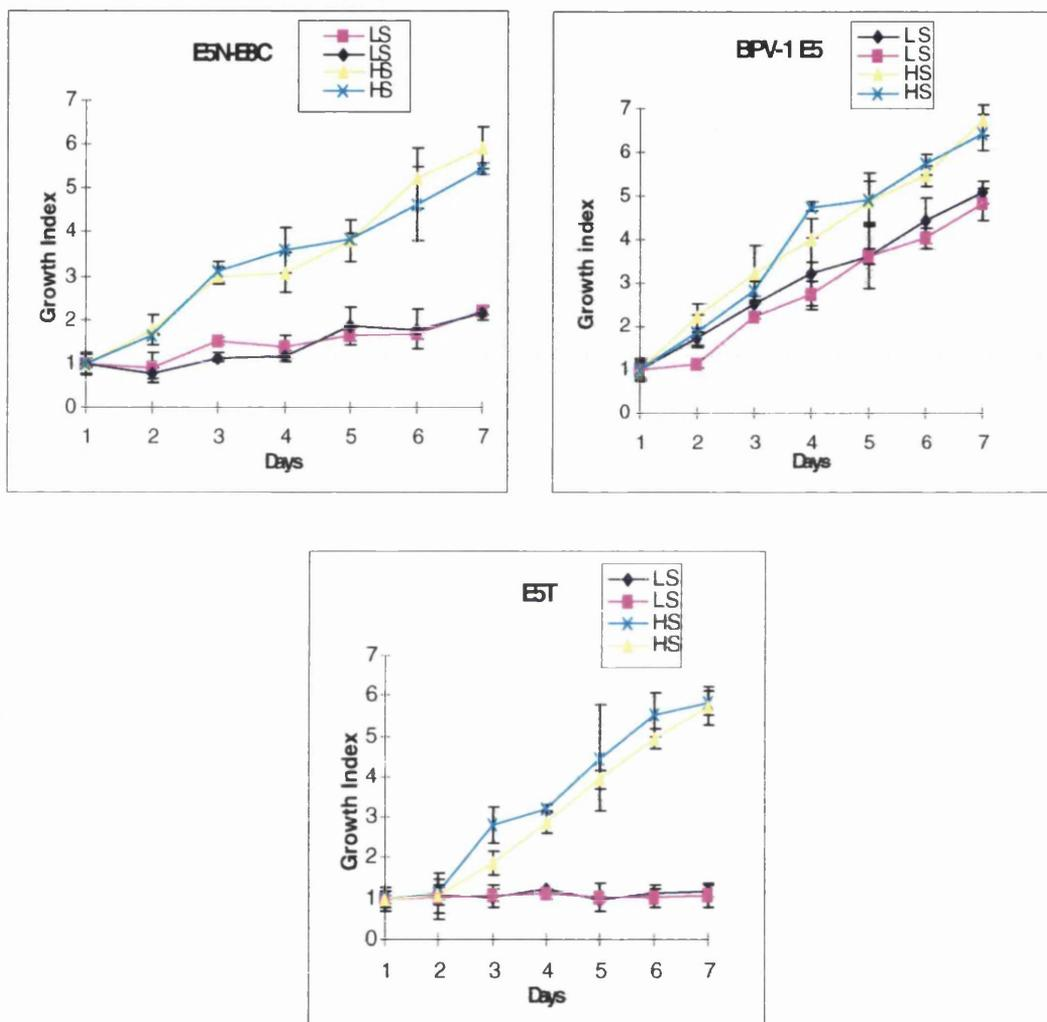 E5N-E8C
LS
LS
HS
HS
Growth Index
7
6
5
4
3
2
1
0
1 2 3 4 5 6 7
Days
BPV-1 E5
LS
LS
HS
HS
Growth index
7
6
5
4
3
2
1
0
1 2 3 4 5 6 7
Days
E5T
LS
LS
HS
HS
Growth Index
7
6
5
4
3
2
1
0
1 2 3 4 5 6 7
Days